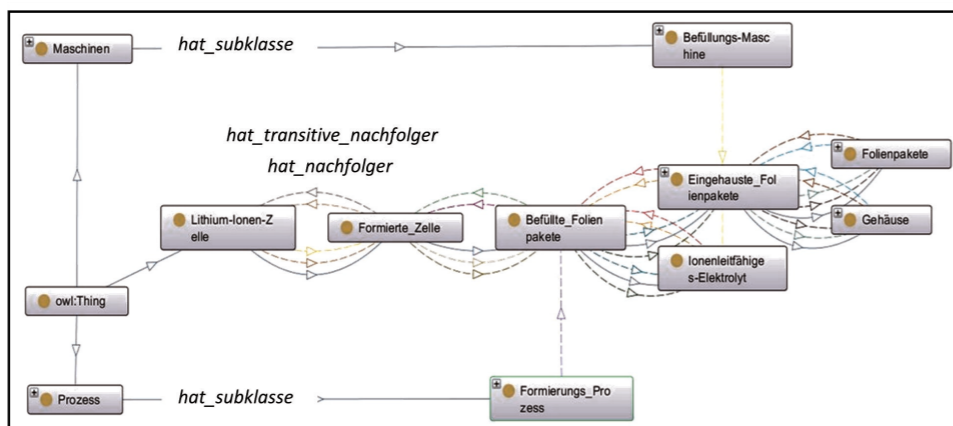 Maschinen
hat_subklasse
Befüllungs-Masc
hine
hat_transitive_nachfolger
hat_nachfolger
Folienpakete
Eingehauste_Fol
ienpakete
Lithium-Ionen-Z
elle
Formierte_Zelle
Befüllte_Folien
pakete
Gehäuse
Ionenleitfähige
s-Elektrolyt
owl:Thing
Prozess
hat_subklasse
Formierungs_Pro
zess